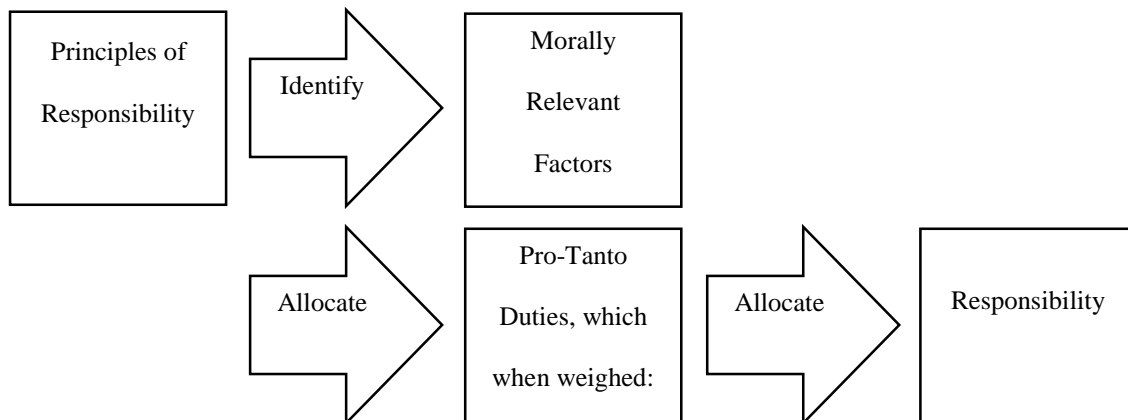 Principles of
Responsibility
Identify
Morally
Relevant
Factors
Allocate
Pro-Tanto
Duties, which
when weighed:
Allocate
Responsibility